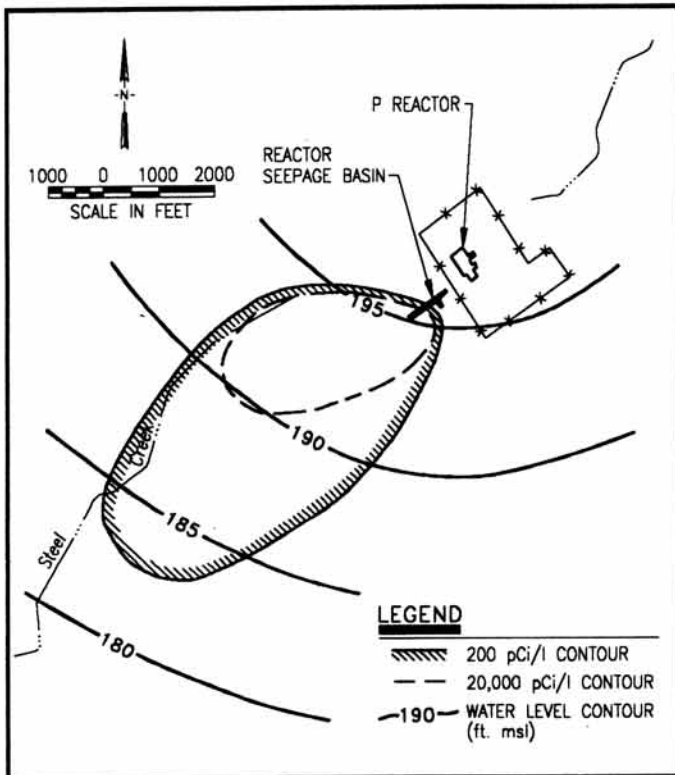 -N-
P REACTOR
REACTOR
SEEPAGE BASIN
1000 0 1000 2000
SCALE IN FEET
195
190
Creek
185
Steel
180
LEGEND
200 pCi/l CONTOUR
20,000 pCi/l CONTOUR
190 WATER LEVEL CONTOUR
(ft. msl)